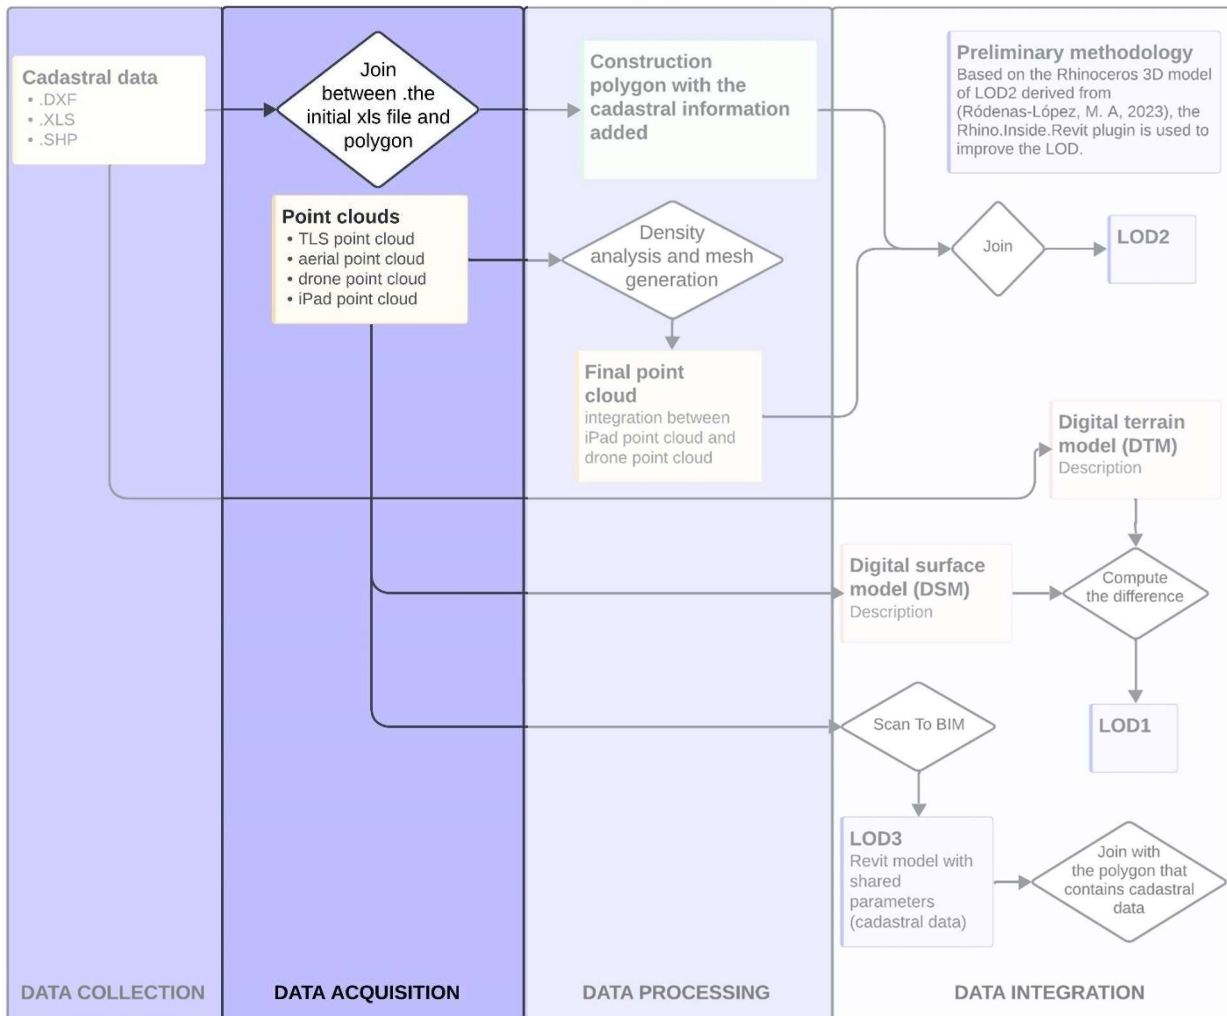 Cadastral data
• .DXF
• .XLS
• .SHP
Join
between .the
initial xls file and
polygon
Point clouds
• TLS point cloud
• aerial point cloud
• drone point cloud
• iPad point cloud
Construction
polygon with the
cadastral information
added
Density
analysis and mesh
generation
Final point
cloud
integration between
iPad point cloud and
drone point cloud
Preliminary methodology
Based on the Rhinoceros 3D model
of LOD2 derived from
(Ródenas-López, M. A, 2023), the
Rhino.Inside.Revit plugin is used to
improve the LOD.
Join
LOD2
Digital terrain
model (DTM)
Description
Digital surface
model (DSM)
Description
Compute
the difference
LOD1
Scan To BIM
LOD3
Revit model with
shared
parameters
(cadastral data)
Join with
the polygon that
contains cadastral
data
DATA COLLECTION
DATA ACQUISITION
DATA PROCESSING
DATA INTEGRATION